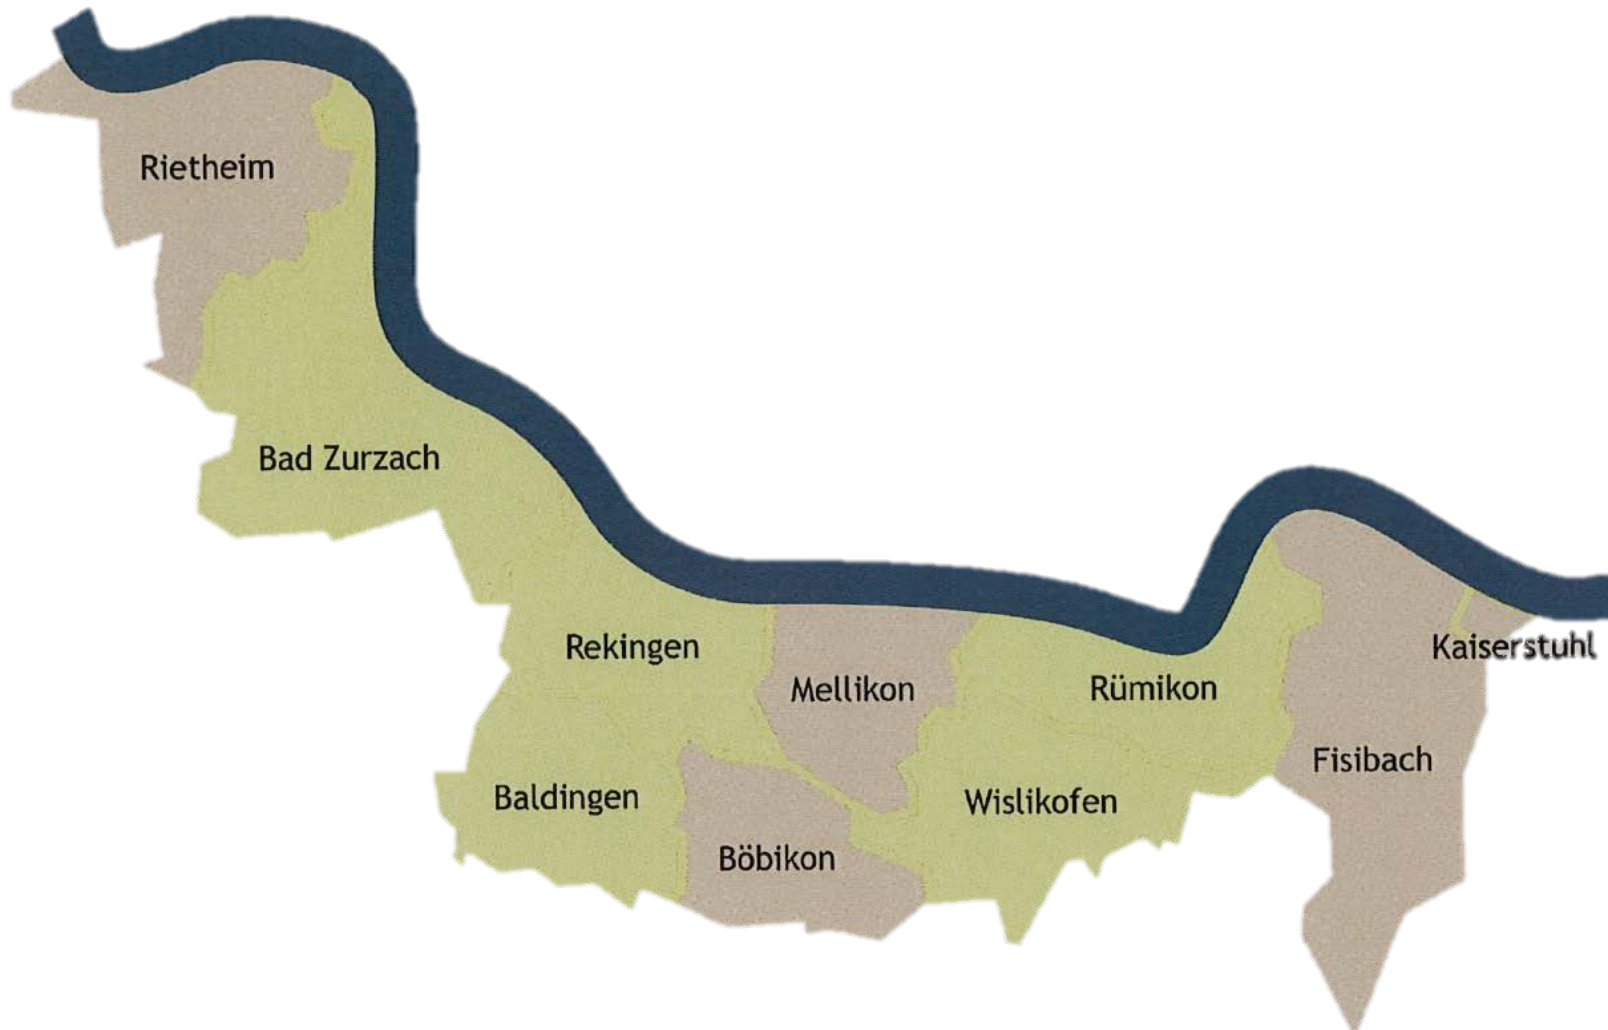 Rietheim
Bad Zurzach
Rekingen
Mellikon
Rümikon
Kaiserstuhl
Fisibach
Baldingen
Wislikofen
Böbikon